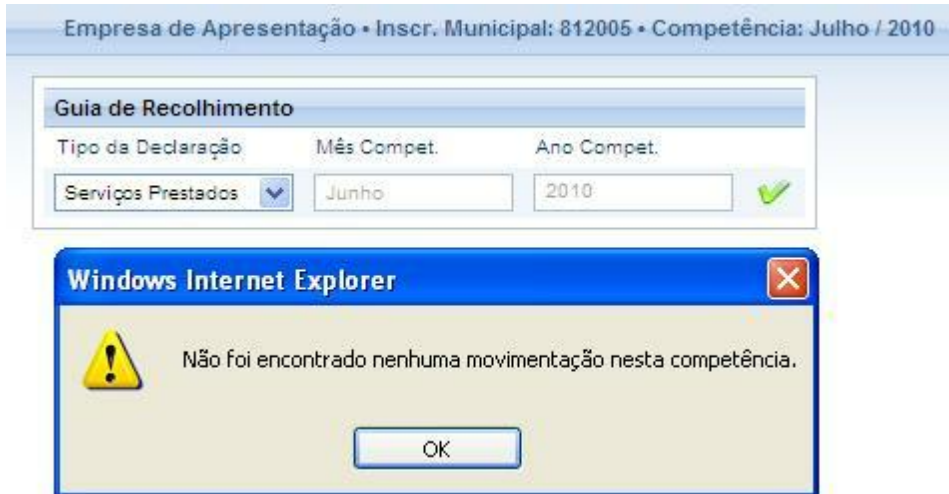 Empresa de Apresentação • Inscr. Municipal: 812005 • Competência: Julho / 2010
Guia de Recolhimento
Tipo da Declaração Mês Compet. Ano Compet.
Serviços Prestados Junho 2010
Windows Internet Explorer
Não foi encontrado nenhuma movimentação nesta competência.
OK